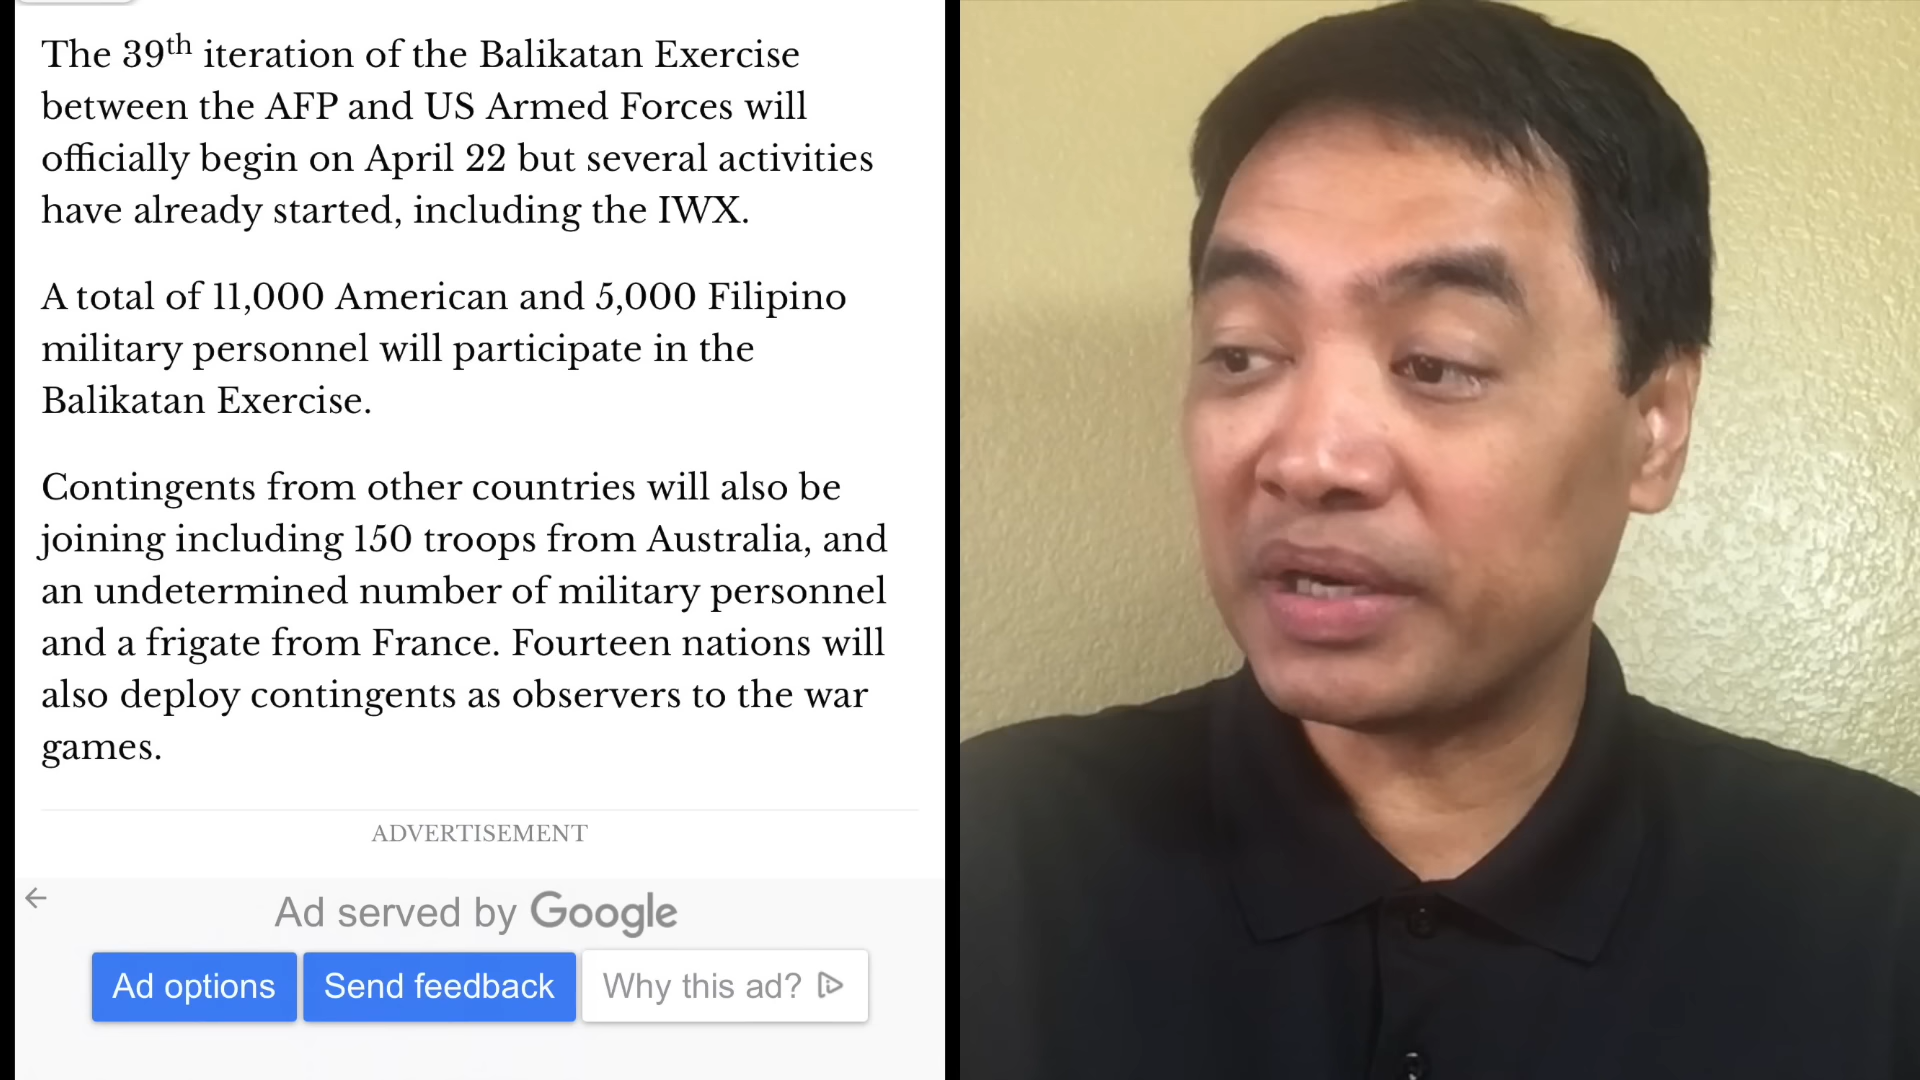 The 39th iteration of the Balikatan Exercise
between the AFP and US Armed Forces will
officially begin on April 22 but several activities
have already started, including the IWX.
A total of 11,000 American and 5,000 Filipino
military personnel will participate in the
Balikatan Exercise.
Contingents from other countries will also be
joining including 150 troops from Australia, and
an undetermined number of military personnel
and a frigate from France. Fourteen nations will
also deploy contingents as observers to the war
games.
ADVERTISEMENT
Ad served by Google
Ad options Send feedback Why this ad?